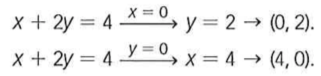 x + 2y = 4 x = 0 → y = 2 → (0, 2).
x + 2y = 4 y = 0 → x = 4 → (4, 0).